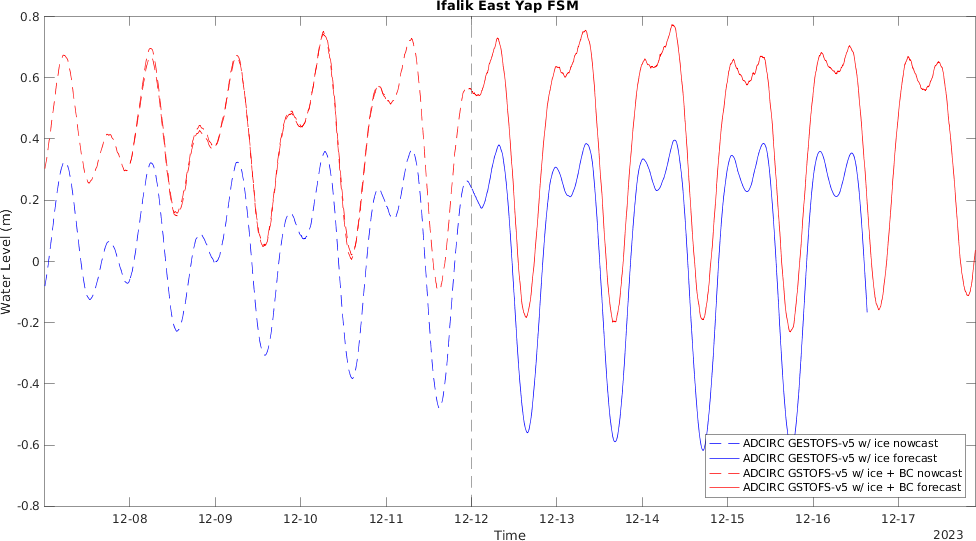 Ifalik East Yap FSM
0.8
0.6
0.4
0.2
0
-0.2
-0.4
-0.6
-0.8
Water Level (m)
12-08
12-09
12-10
12-11
12-12
12-13
12-14
12-15
12-16
12-17
Time
2023
ADCIRC GESTOFS-v5 w/ ice nowcast
ADCIRC GESTOFS-v5 w/ ice forecast
ADCIRC GSTOFS-v5 w/ ice + BC nowcast
ADCIRC GSTOFS-v5 w/ ice + BC forecast